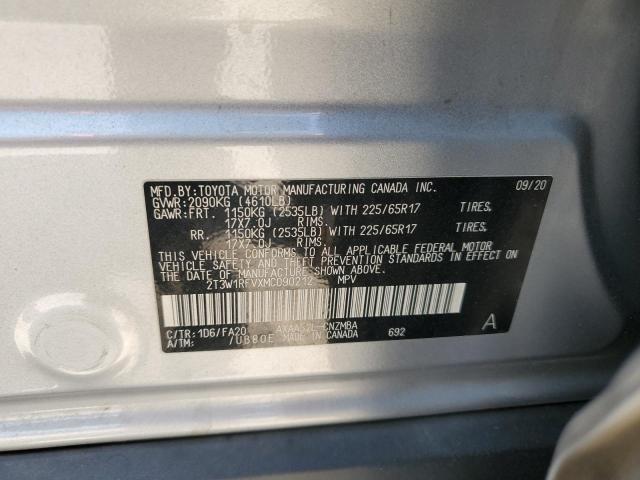 MFD.BY:TOYOTA MOTOR MANUFACTURING CANADA INC. 09/20
GVWR:2090KG (4610LB)
GAWR:FRT. 1150KG (2535LB) WITH 225/65R17 TIRES,
17X7.0J RIMS.
RR. 1150KG (2535LB) WITH 225/65R17 TIRES,
17X7.0J RIMS.
THIS VEHICLE CONFORMS TO ALL APPLICABLE FEDERAL MOTOR
VEHICLE SAFETY AND THEFT PREVENTION STANDARDS IN EFFECT
ON THE DATE OF MANUFACTURE SHOWN ABOVE.
2T3W1RFVXMC090212 MPV
C/TR:1D6/FA20 AXAA52L-CNZMBA 692 A
A/TM: /UB80E MADE IN CANADA